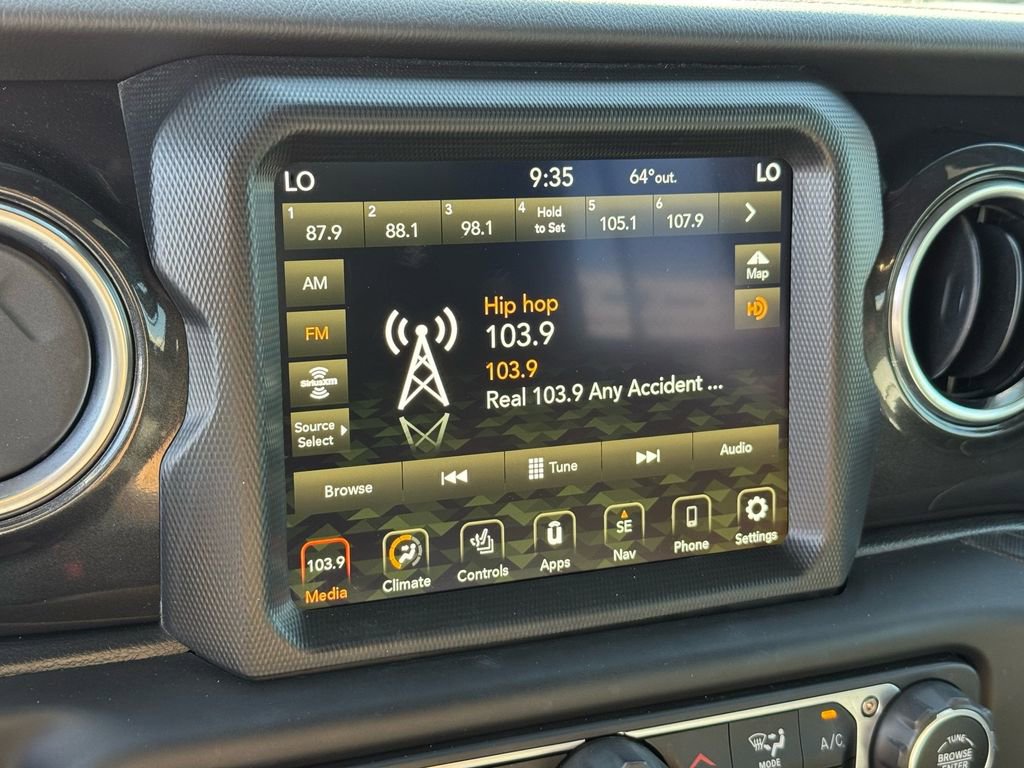 LO 9:35 64°out. LO
1 87.9
2 88.1
3 98.1
4 Hold
to Set
5 105.1
6 107.9
AM
FM
SiriusXM
Source
Select
Map
HD
Hip hop
103.9
103.9
Real 103.9 Any Accident ...
Browse
Tune
Audio
103.9
Media
Climate
Controls
u
Apps
SE
Nav
Phone
Settings
MODE
A/C
TUNE
BROWSE
ENTER